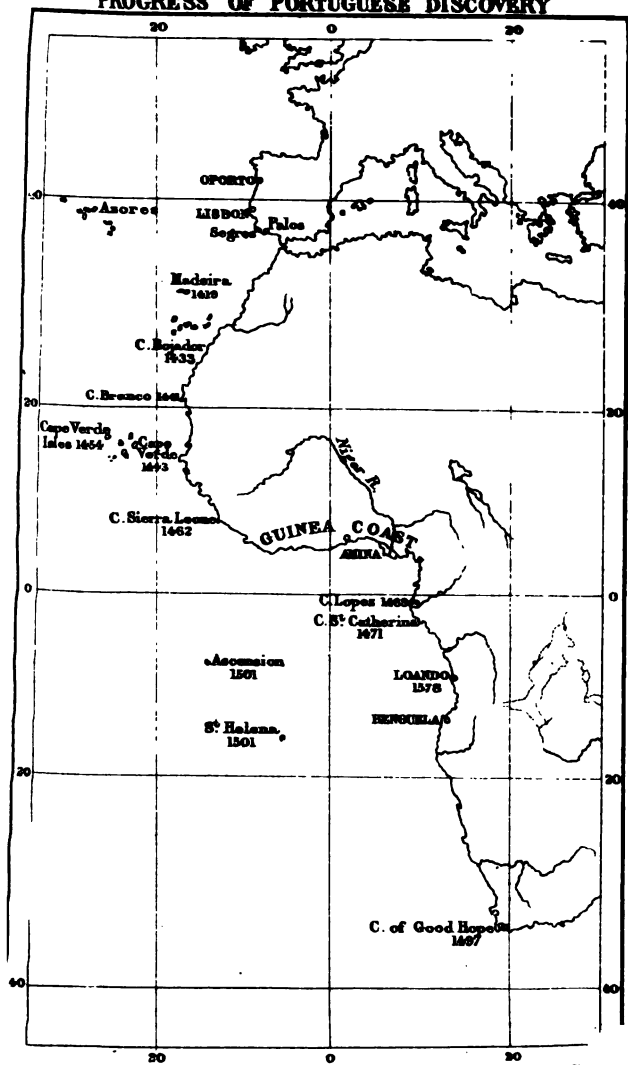 PROGRESS OF PORTUGUESE DISCOVERY
20 0 20
OPORTO
40 Azores 40
LISBON
Palos
Segres
Madeira
1419
C. Bojador
1433
C. Branco
20 20
Cape Verde
Isles 1454
Cape
Verde
1443
Niger R.
C. Sierra Leone
1462
GUINEA COAST
0 0
C. Lopez
C. St. Catherine
1471
Ascension
1501
LOANDO
1578
St. Helena
1501
BENGUELA
20 20
C. of Good Hope
1497
40 40
20 0 20